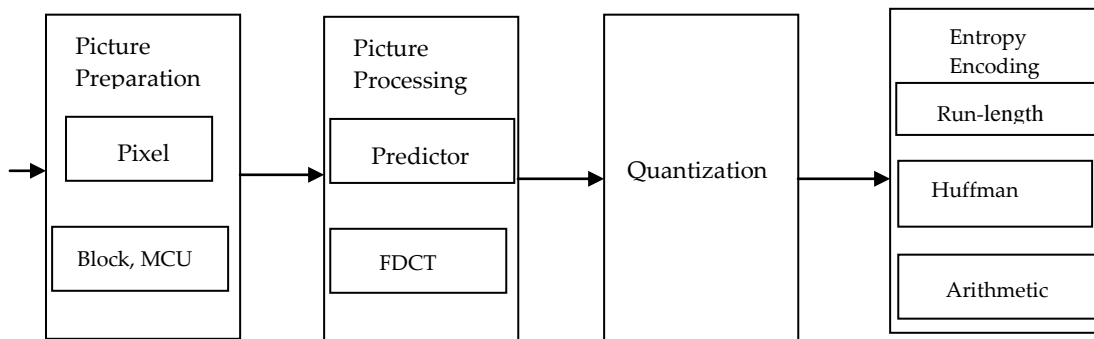 Picture
Preparation
Pixel
Block, MCU
Picture
Processing
Predictor
FDCT
Quantization
Entropy
Encoding
Run-length
Huffman
Arithmetic